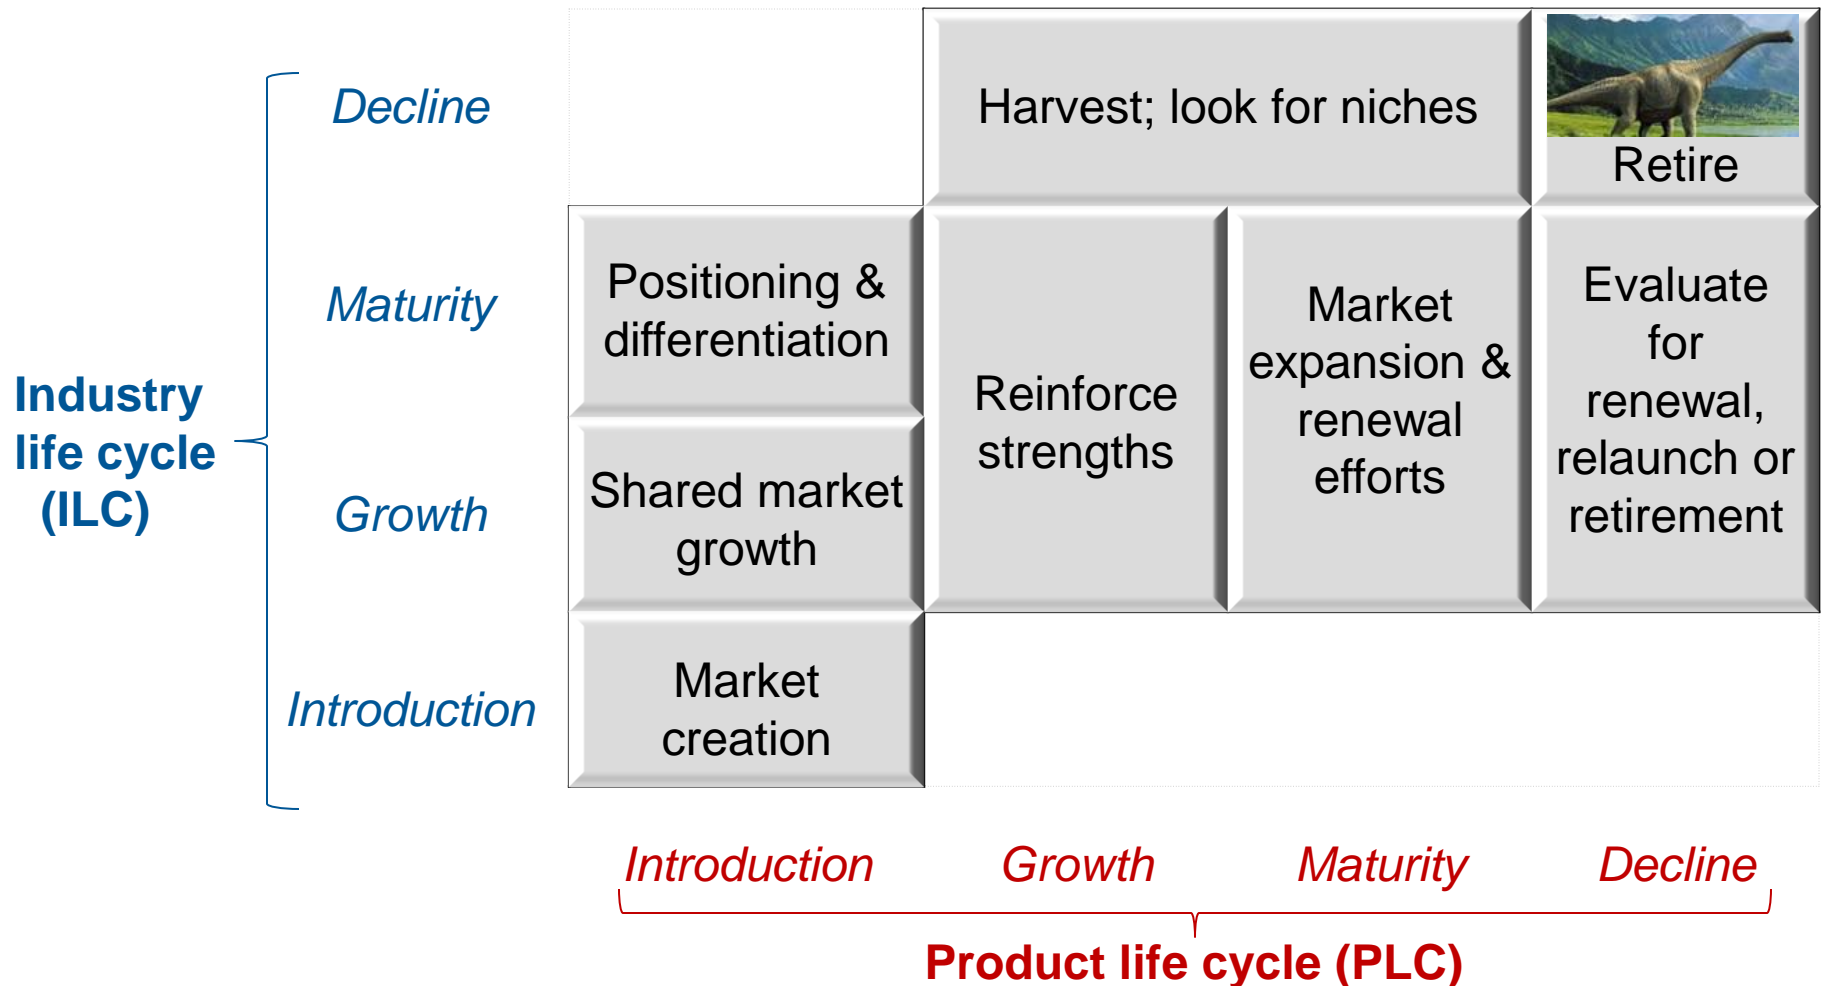 Decline
Harvest; look for niches
Retire
Maturity
Positioning &
differentiation
Reinforce
strengths
Market
expansion &
renewal
efforts
Evaluate
for
renewal,
relaunch or
retirement
Industry
life cycle
(ILC)
Growth
Shared market
growth
Introduction
Market
creation
Introduction
Growth
Maturity
Decline
Product life cycle (PLC)